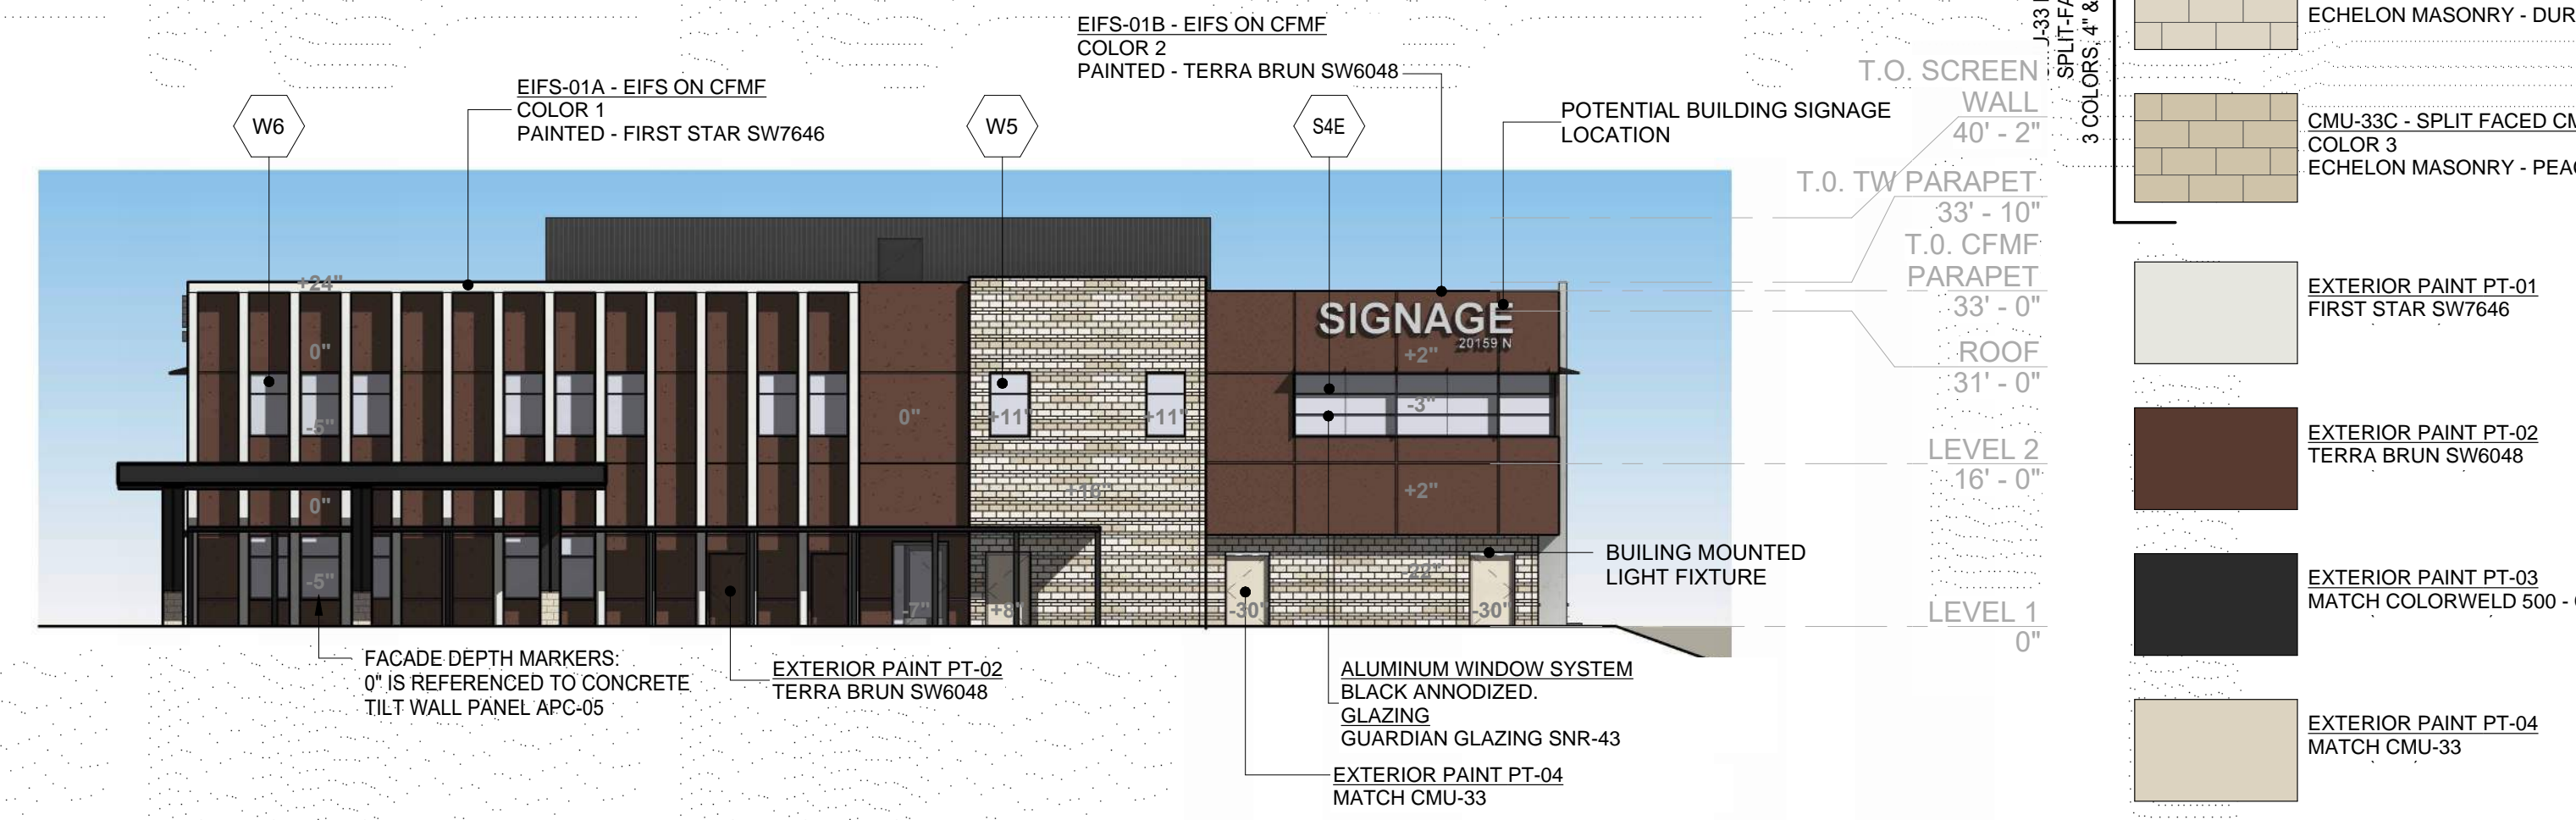 EIFS-01B - EIFS ON CFMF
COLOR 2
PAINTED - TERRA BRUN SW6048
EIFS-01A - EIFS ON CFMF
COLOR 1
PAINTED - FIRST STAR SW7646
W6
W5
S4E
POTENTIAL BUILDING SIGNAGE
LOCATION
T.O. SCREEN
WALL
40' - 2"
T.0. TW PARAPET
33' - 10"
T.0. CFMF
PARAPET
33' - 0"
ROOF
31' - 0"
LEVEL 2
16' - 0"
LEVEL 1
0"
+24"
0"
-5"
0"
-5"
0"
-7"
+11"
+11"
+16"
+8"
SIGNAGE
20159 N
+2"
-3"
+2"
-22"
-30"
-30"
BUILING MOUNTED
LIGHT FIXTURE
FACADE DEPTH MARKERS:
0" IS REFERENCED TO CONCRETE
TILT WALL PANEL APC-05
EXTERIOR PAINT PT-02
TERRA BRUN SW6048
ALUMINUM WINDOW SYSTEM
BLACK ANNODIZED.
GLAZING
GUARDIAN GLAZING SNR-43
EXTERIOR PAINT PT-04
MATCH CMU-33
SPLIT-FA
3 COLORS, 4" &
ECHELON MASONRY - DUR
CMU-33C - SPLIT FACED CM
COLOR 3
ECHELON MASONRY - PEA
EXTERIOR PAINT PT-01
FIRST STAR SW7646
EXTERIOR PAINT PT-02
TERRA BRUN SW6048
EXTERIOR PAINT PT-03
MATCH COLORWELD 500 -
EXTERIOR PAINT PT-04
MATCH CMU-33